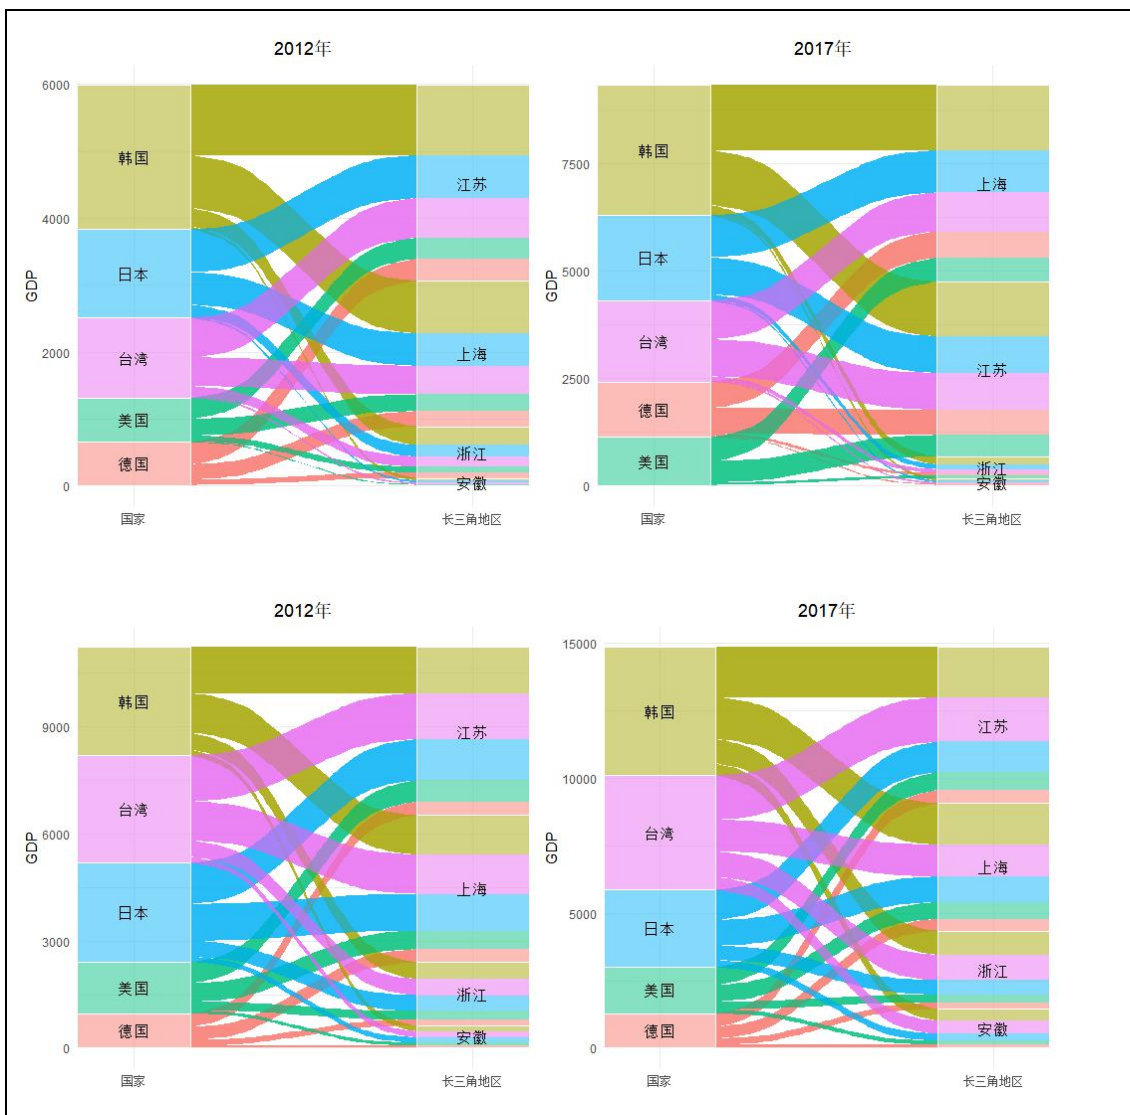 2012年
6000
4000
2000
0
GDP
韩国
日本
台湾
美国
德国
江苏
上海
浙江
安徽
国家
长三角地区
2017年
7500
5000
2500
0
GDP
韩国
日本
台湾
德国
美国
上海
江苏
浙江
安徽
国家
长三角地区
2012年
9000
6000
3000
0
GDP
韩国
台湾
日本
美国
德国
江苏
上海
浙江
安徽
国家
长三角地区
2017年
15000
10000
5000
0
GDP
韩国
台湾
日本
美国
德国
江苏
上海
浙江
安徽
国家
长三角地区